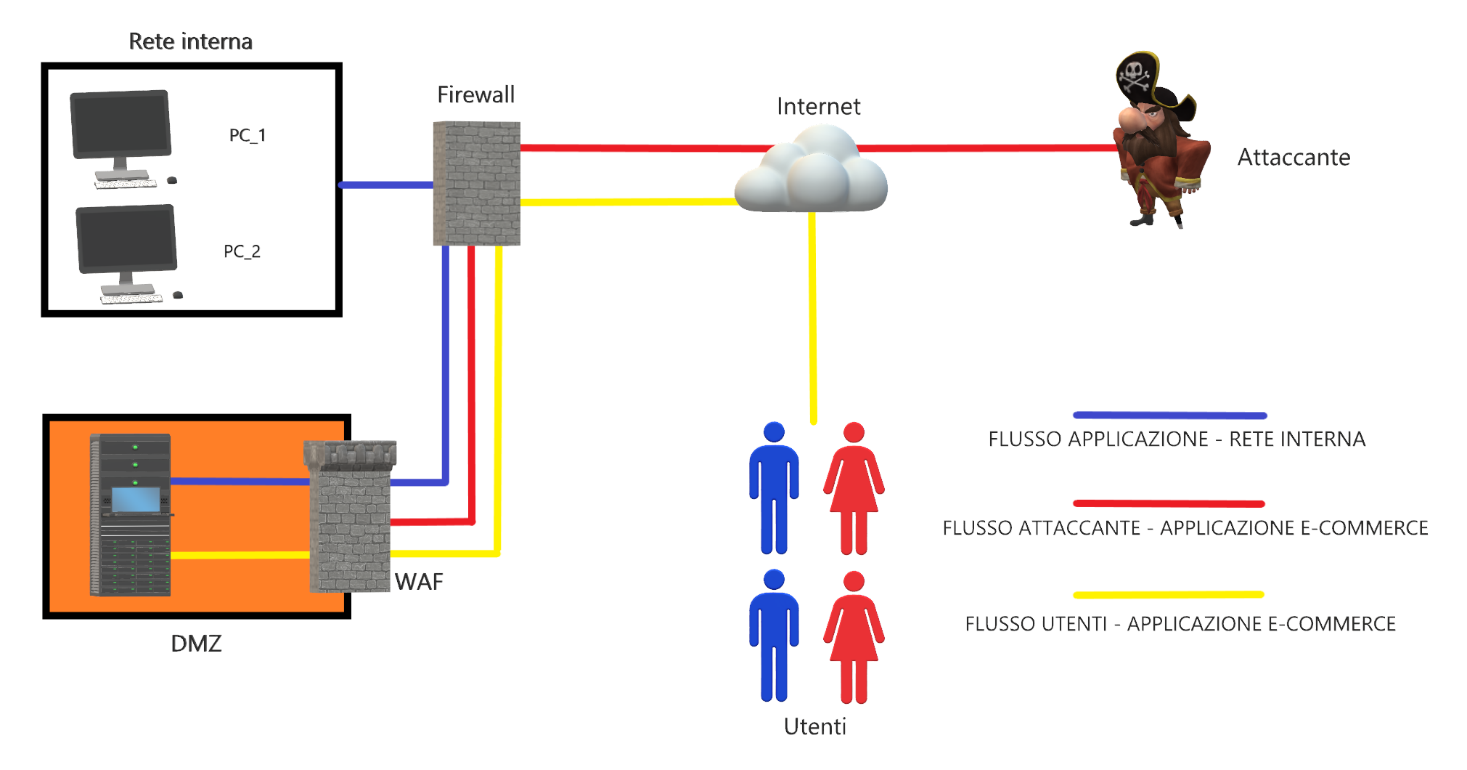 Rete interna
Firewall
Internet
PC_1
Attaccante
PC_2
FLUSSO APPLICAZIONE - RETE INTERNA
FLUSSO ATTACCANTE - APPLICAZIONE E-COMMERCE
WAF
FLUSSO UTENTI - APPLICAZIONE E-COMMERCE
DMZ
Utenti